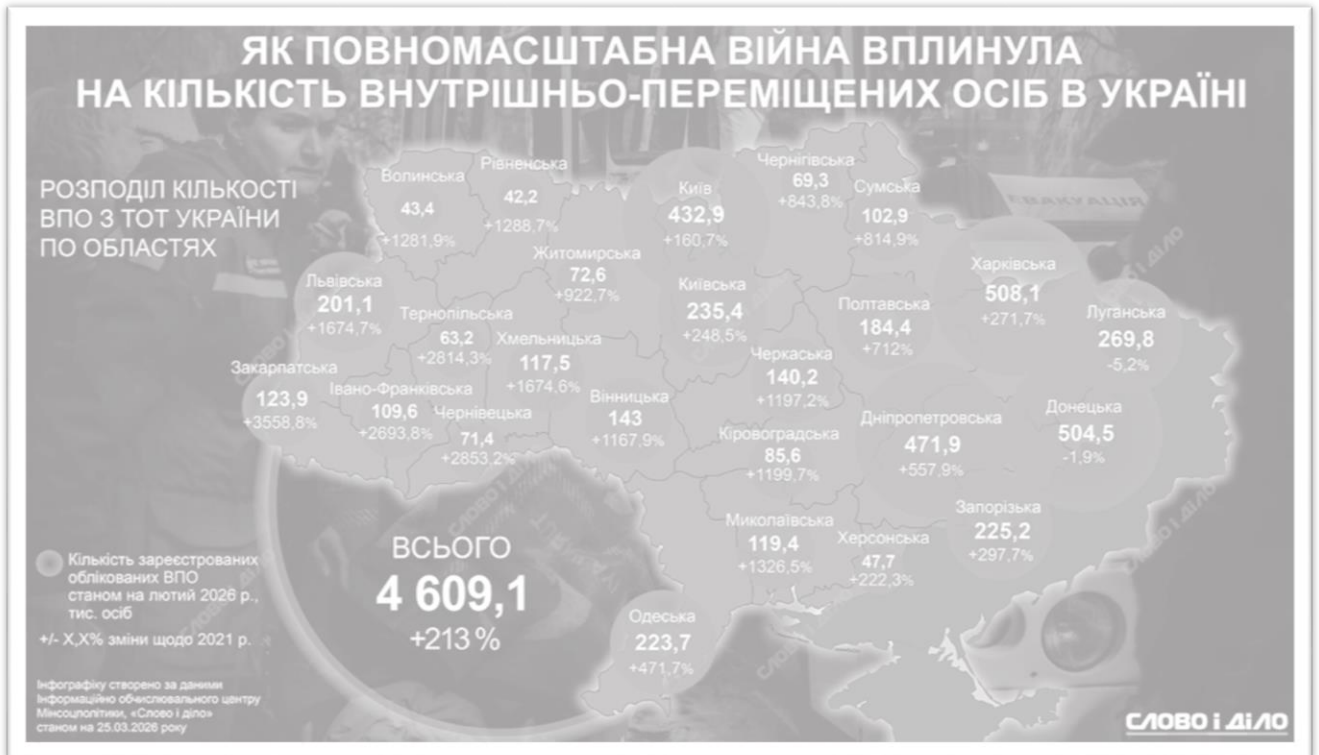 ЯК ПОВНОМАСШТАБНА ВІЙНА ВПЛИНУЛА
НА КІЛЬКІСТЬ ВНУТРІШНЬО-ПЕРЕМІЩЕНИХ ОСІБ В УКРАЇНІ
РОЗПОДІЛ КІЛЬКОСТІ
ВПО З ТОТ УКРАЇНИ
ПО ОБЛАСТЯХ
Волинська
43,4
+1281,9%
Рівненська
42,2
+1288,7%
Київ
432,9
+160,7%
Чернігівська
69,3
+843,8%
Сумська
102,9
+814,9%
ЕВАКУАЦІЯ
Житомирська
72,6
+922,7%
Львівська
201,1
+1674,7%
Тернопільська
63,2
+2814,3%
Хмельницька
117,5
+1674,6%
Київська
235,4
+248,5%
Полтавська
184,4
+712%
Харківська
508,1
+271,7%
Луганська
269,8
-5,2%
Закарпатська
123,9
+3558,8%
Івано-Франківська
109,6
+2693,8%
Чернівецька
71,4
+2853,2%
Вінницька
143
+1167,9%
Черкаська
140,2
+1197,2%
Кіровоградська
85,6
+1199,7%
Дніпропетровська
471,9
+557,9%
Донецька
504,5
-1,9%
Миколаївська
119,4
+1326,5%
Херсонська
47,7
+222,3%
Запорізька
225,2
+297,7%
Одеська
223,7
+471,7%
ВСЬОГО
4 609,1
+213 %
Кількість зареєстрованих
облікованих ВПО
станом на лютий 2026 р.,
тис. осіб
+/- X,X% зміни щодо 2021 р.
Інфографіку створено за даними
Інформаційно обчислювального центру
Мінсоцполітики, «Слово і діло»
станом на 25.03.2026 року
СЛОВО і ДіЛО